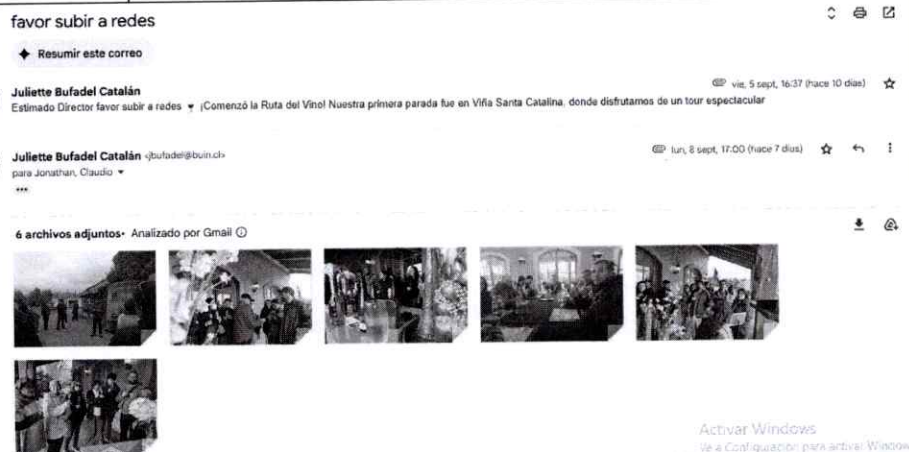 favor subir a redes
Resumir este correo
Juliette Bufadel Catalán
vie, 5 sept, 16:37 (hace 10 días)
Estimado Director favor subir a redes ¡Comenzó la Ruta del Vino! Nuestra primera parada fue en Viña Santa Catalina, donde disfrutamos de un tour espectacular
Juliette Bufadel Catalán <jbufadel@buin.cl>
lun, 8 sept, 17:00 (hace 7 días)
para Jonathan, Claudio
6 archivos adjuntos• Analizado por Gmail
Activar Windows
Ve a Configuración para activar Window